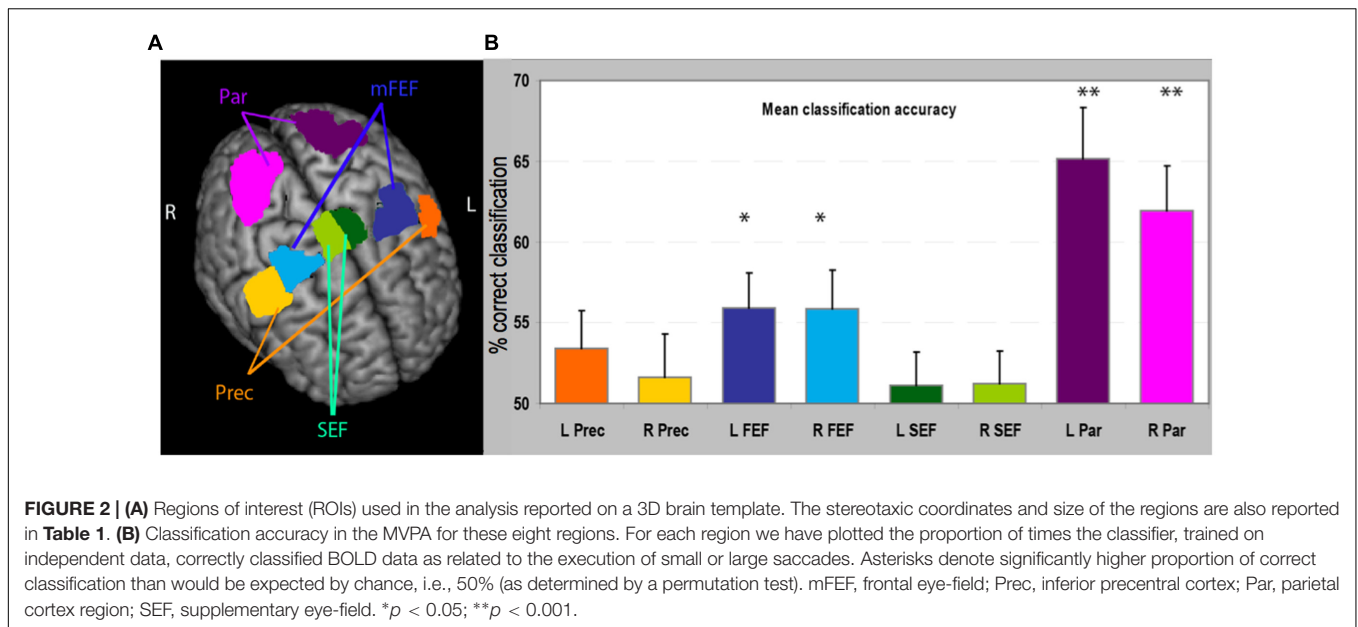 A
B
Par
mFEF
R
L
Prec
SEF
Mean classification accuracy
% correct classification
70
65
60
55
50
*
*
**
**
L Prec
R Prec
L FEF
R FEF
L SEF
R SEF
L Par
R Par
FIGURE 2 | (A) Regions of interest (ROIs) used in the analysis reported on a 3D brain template. The stereotaxic coordinates and size of the regions are also reported
in Table 1. (B) Classification accuracy in the MVPA for these eight regions. For each region we have plotted the proportion of times the classifier, trained on
independent data, correctly classified BOLD data as related to the execution of small or large saccades. Asterisks denote significantly higher proportion of correct
classification than would be expected by chance, i.e., 50% (as determined by a permutation test). mFEF, frontal eye-field; Prec, inferior precentral cortex; Par, parietal
cortex region; SEF, supplementary eye-field. *p < 0.05; **p < 0.001.